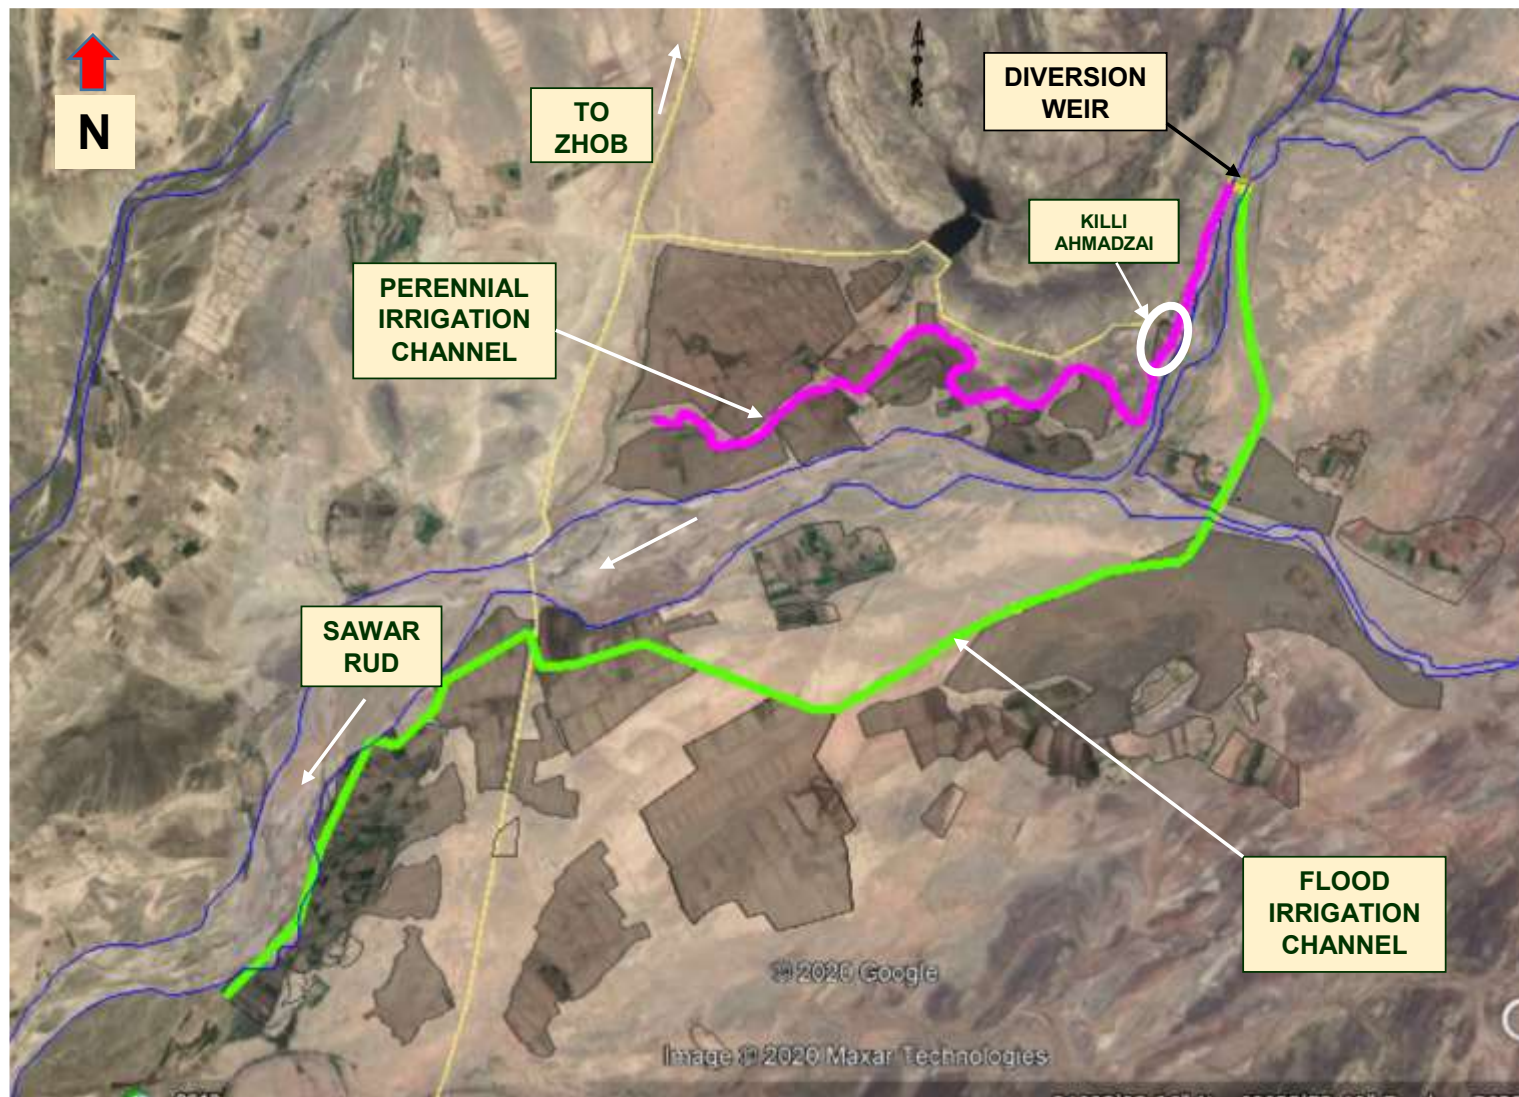 N
TO
ZHOB
DIVERSION
WEIR
KILLI
AHMADZAI
PERENNIAL
IRRIGATION
CHANNEL
SAWAR
RUD
FLOOD
IRRIGATION
CHANNEL
© 2020 Google
Image © 2020 Maxar Technologies